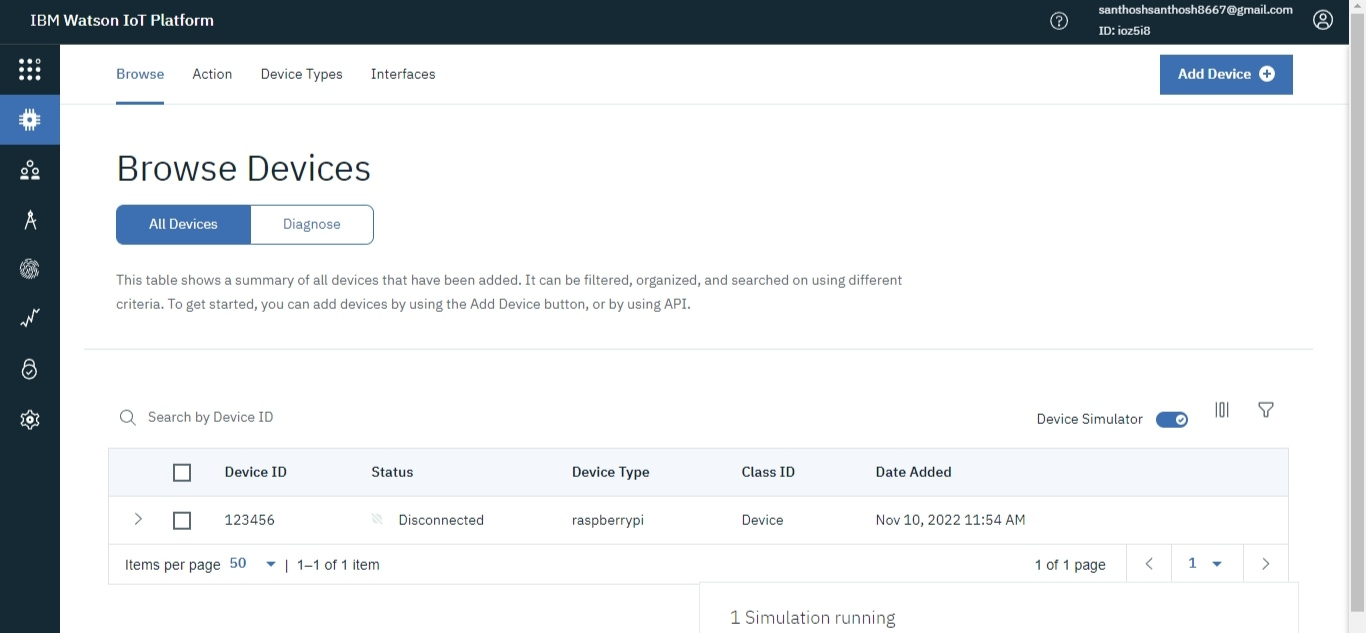 IBM Watson IoT Platform
santhoshsanthosh8667@gmail.com
ID: ioz5i8
Browse Action Device Types Interfaces
Add Device
Browse Devices
All Devices Diagnose
This table shows a summary of all devices that have been added. It can be filtered, organized, and searched on using different
criteria. To get started, you can add devices by using the Add Device button, or by using API.
Search by Device ID
Device Simulator
Device ID Status Device Type Class ID Date Added
123456 Disconnected raspberrypi Device Nov 10, 2022 11:54 AM
Items per page 50 | 1–1 of 1 item 1 of 1 page 1
1 Simulation running